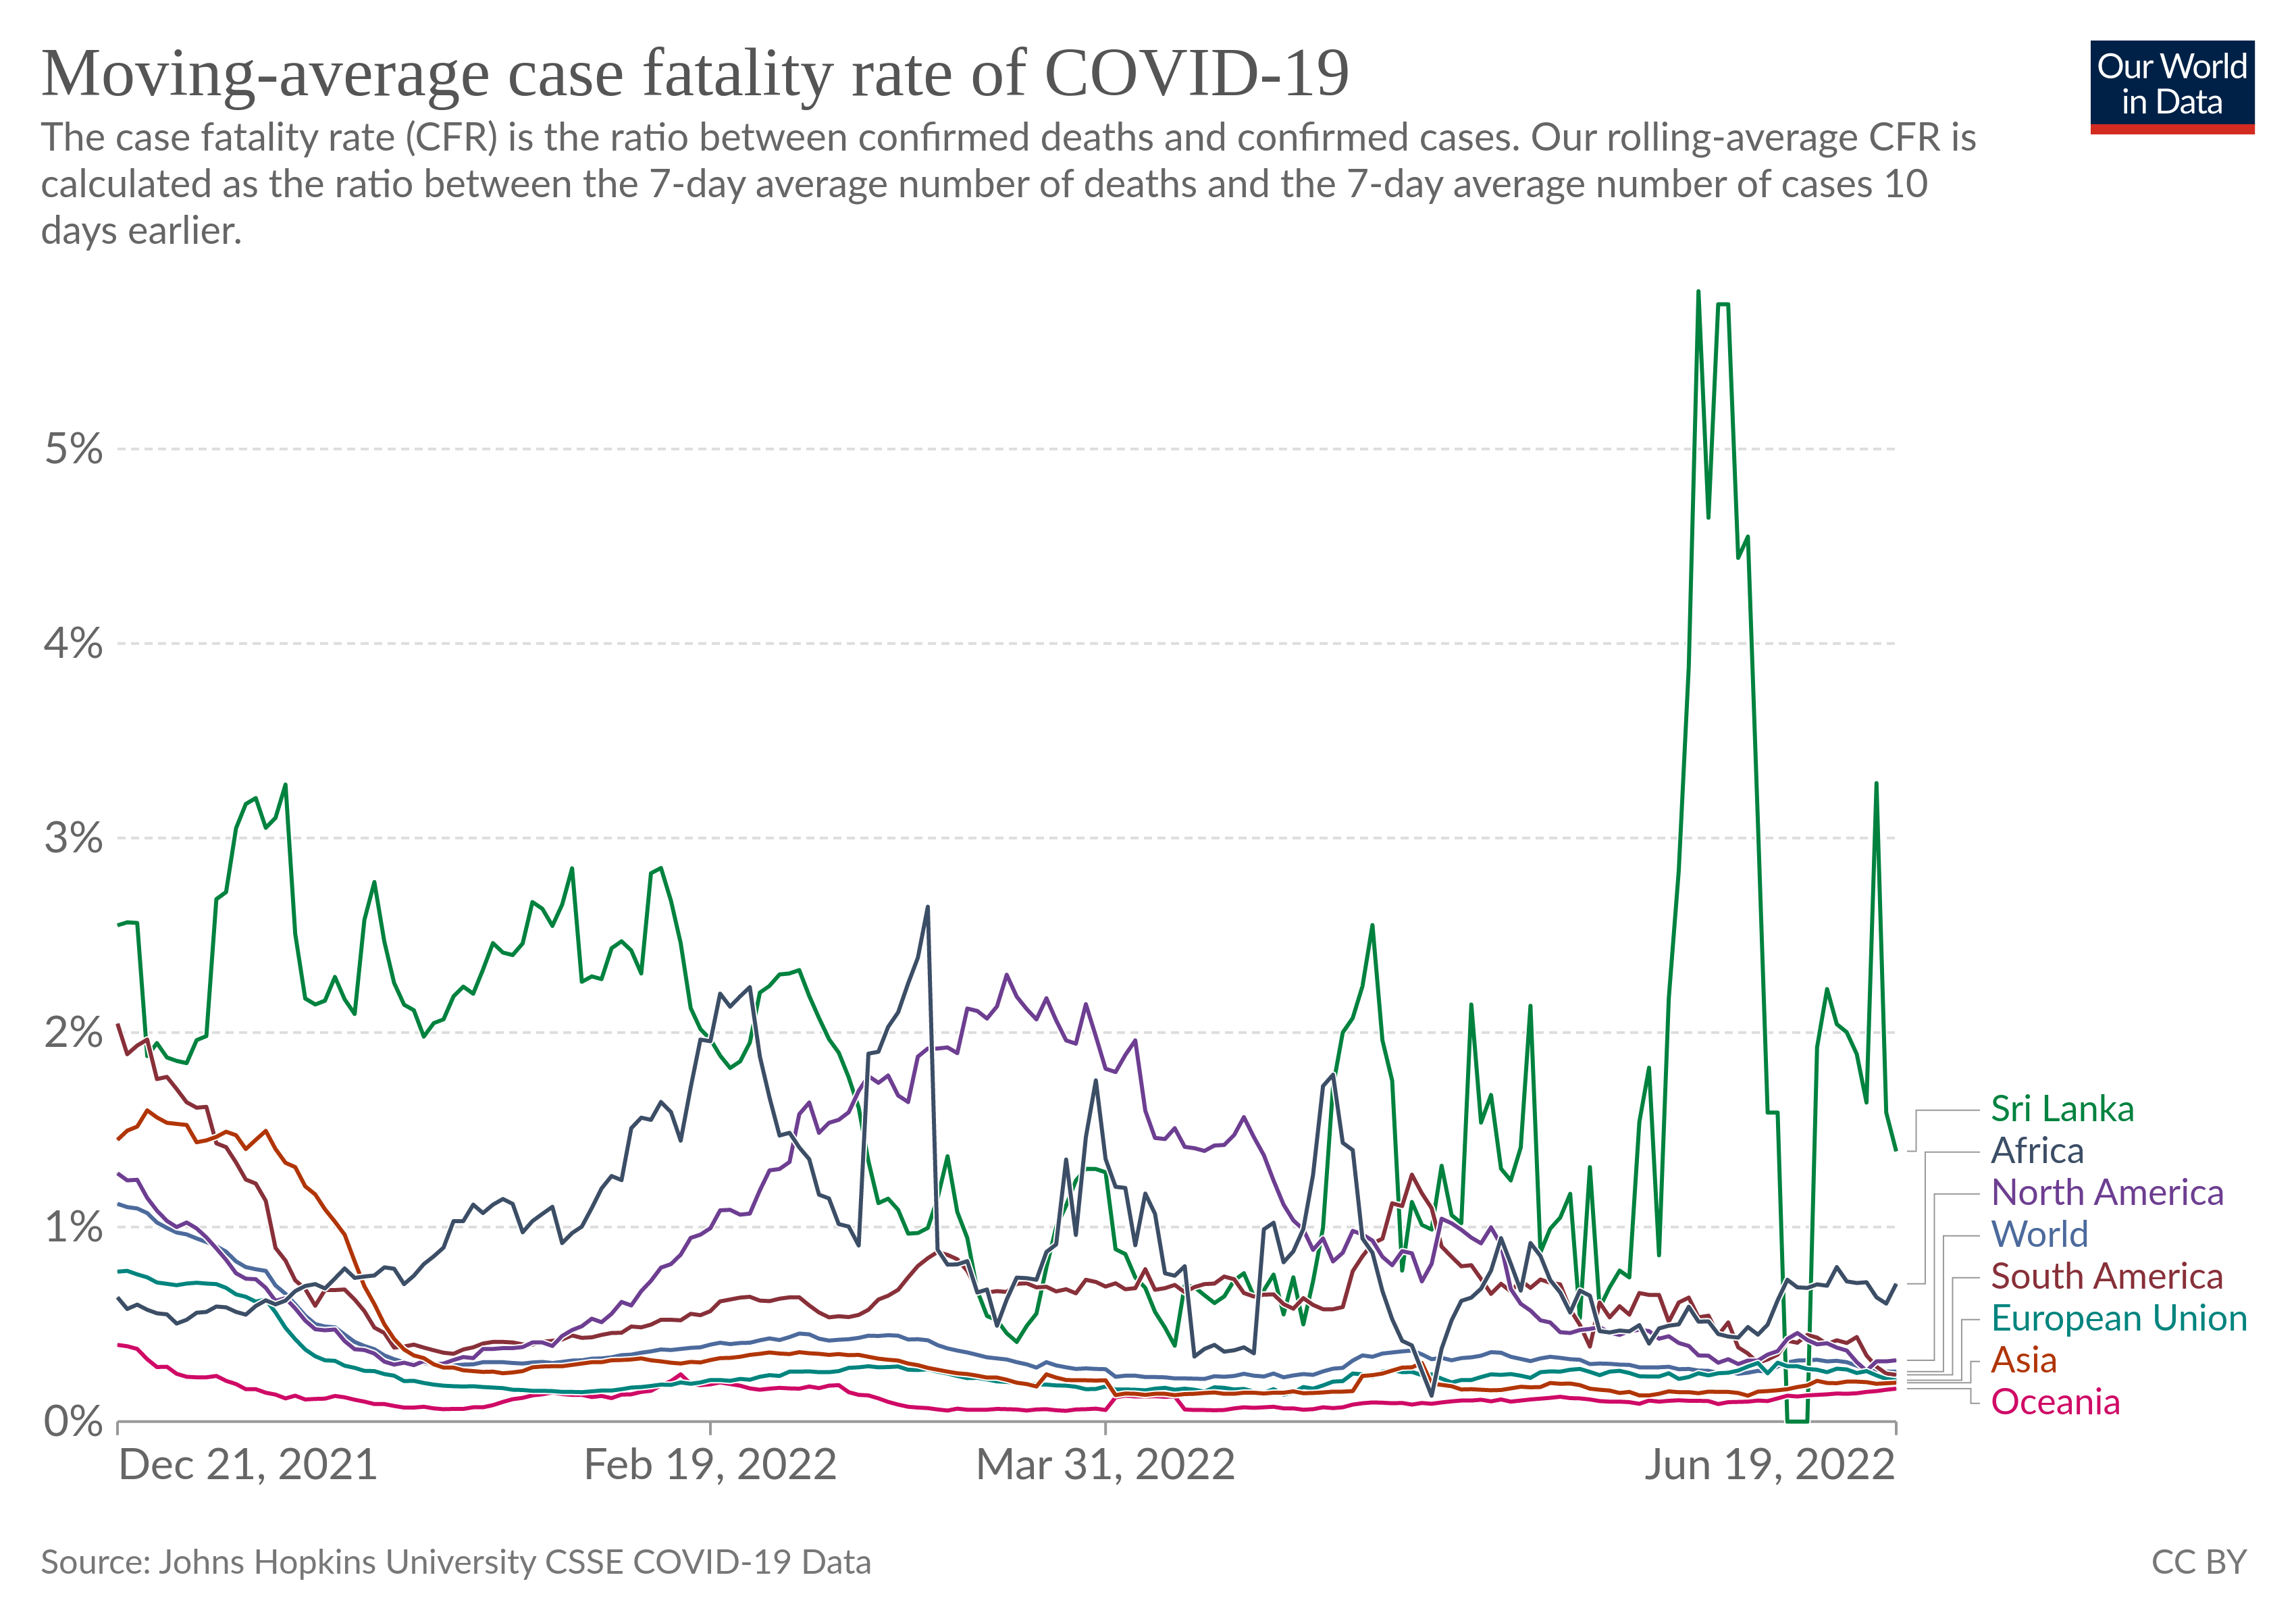 Moving-average case fatality rate of COVID-19
Our World
in Data
The case fatality rate (CFR) is the ratio between confirmed deaths and confirmed cases. Our rolling-average CFR is
calculated as the ratio between the 7-day average number of deaths and the 7-day average number of cases 10
days earlier.
5%
4%
3%
2%
1%
0%
Sri Lanka
Africa
North America
World
South America
European Union
Asia
Oceania
Dec 21, 2021
Feb 19, 2022
Mar 31, 2022
Jun 19, 2022
Source: Johns Hopkins University CSSE COVID-19 Data
CC BY